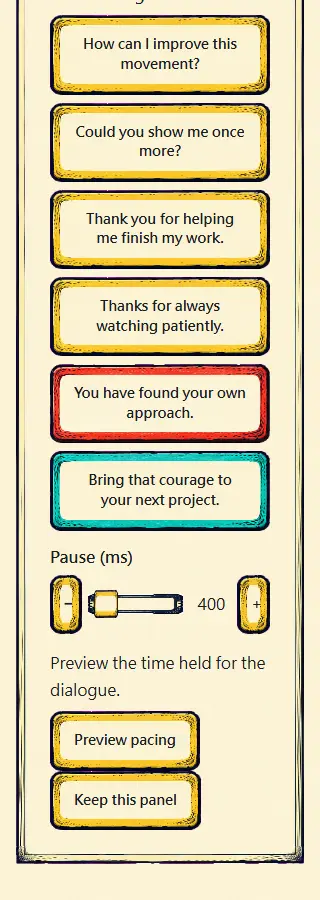 How can I improve this
movement?
Could you show me once
more?
Thank you for helping
me finish my work.
Thanks for always
watching patiently.
You have found your own
approach.
Bring that courage to
your next project.
Pause (ms)
− 400 +
Preview the time held for the
dialogue.
Preview pacing
Keep this panel